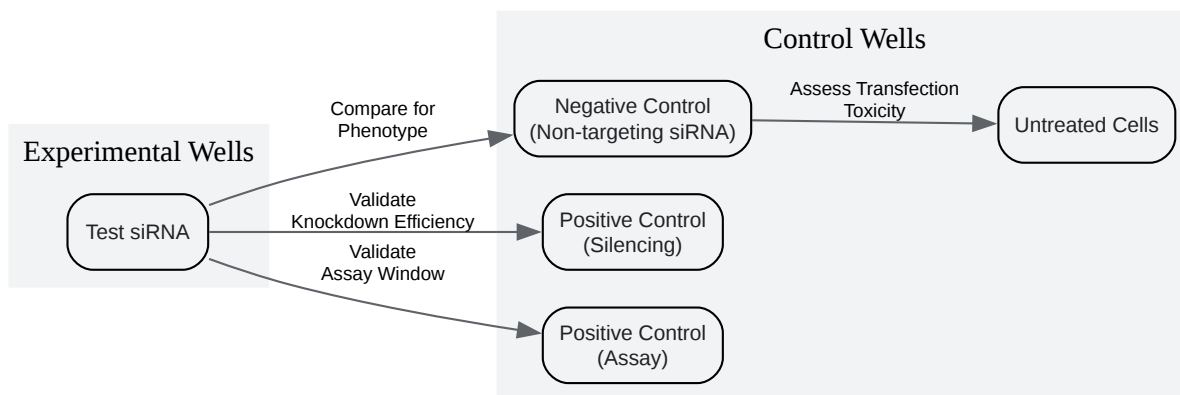 Control Wells
Experimental Wells
Test siRNA
Compare for
Phenotype
Negative Control
(Non-targeting siRNA)
Assess Transfection
Toxicity
Untreated Cells
Validate
Knockdown Efficiency
Positive Control
(Silencing)
Validate
Assay Window
Positive Control
(Assay)